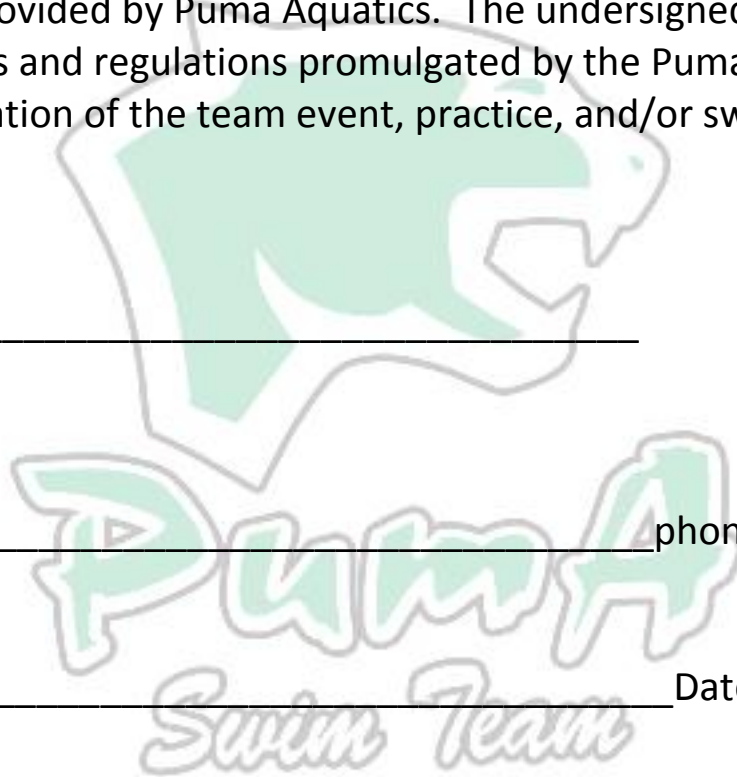 ovided by Puma Aquatics. The undersigned
s and regulations promulgated by the Puma
ation of the team event, practice, and/or sw
phon
Date
PumA
Swim Team